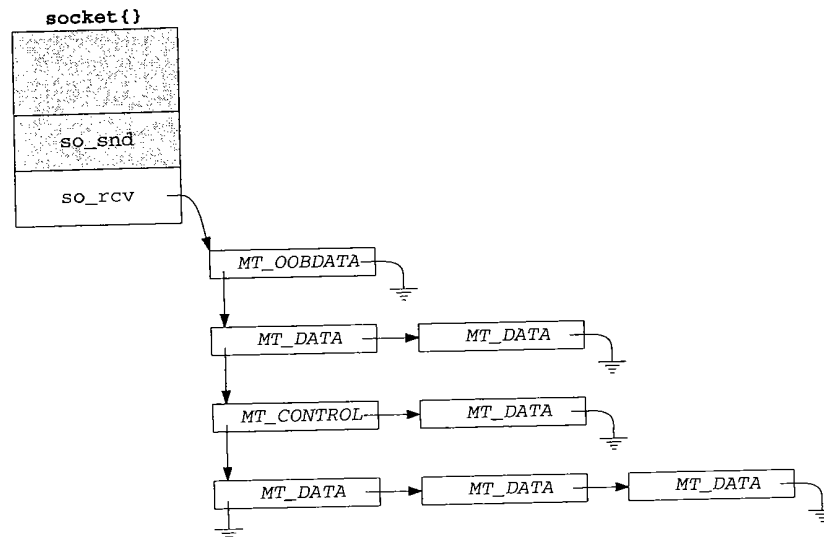 socket{}
so_snd
so_rcv
MT_OOBDATA
MT_DATA MT_DATA
MT_CONTROL MT_DATA
MT_DATA MT_DATA MT_DATA